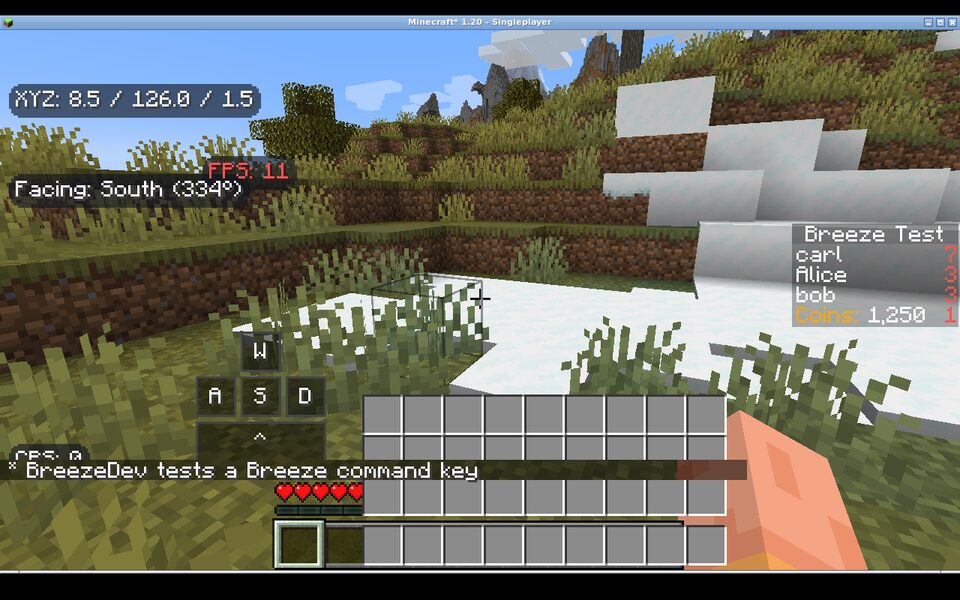 Minecraft* 1.20 - Singleplayer
XYZ: 8.5 / 126.0 / 1.5
FPS: 11
Facing: South (334°)
Breeze Test
carl 7
Alice 3
bob 3
Coins: 1,250 1
W
A S D
^
CPS: 0
* BreezeDev tests a Breeze command key